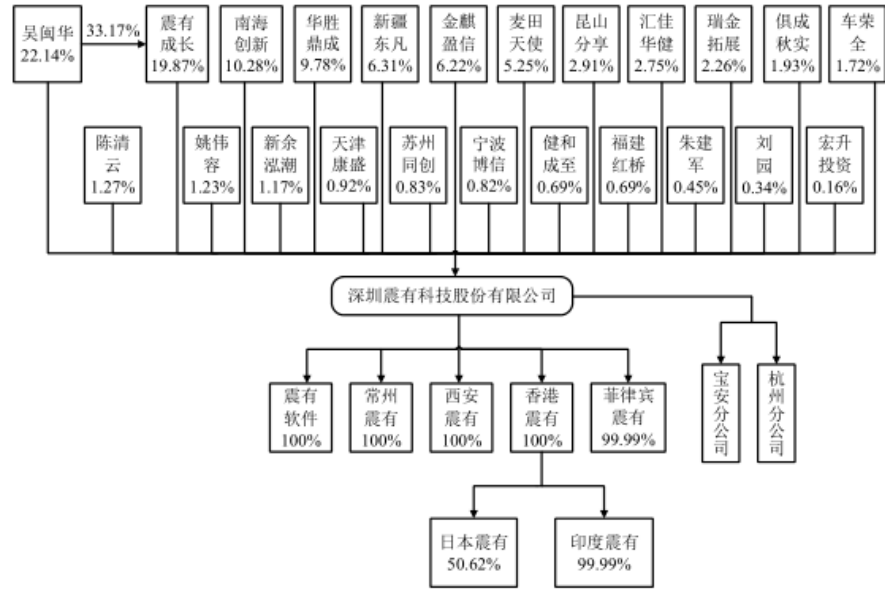 吴闽华
22.14%
33.17%
震有
成长
19.87%
南海
创新
10.28%
华胜
鼎成
9.78%
新疆
东凡
6.31%
金麒
盈信
6.22%
麦田
天使
5.25%
昆山
分享
2.91%
汇佳
华健
2.75%
瑞金
拓展
2.26%
俱成
秋实
1.93%
车荣
全
1.72%
陈清
云
1.27%
姚伟
容
1.23%
新余
泓潮
1.17%
天津
康盛
0.92%
苏州
同创
0.83%
宁波
博信
0.82%
健和
成至
0.69%
福建
红桥
0.69%
朱建
军
0.45%
刘
园
0.34%
宏升
投资
0.16%
深圳震有科技股份有限公司
震有
软件
100%
常州
震有
100%
西安
震有
100%
香港
震有
100%
菲律宾
震有
99.99%
宝安分公司
杭州分公司
日本震有
50.62%
印度震有
99.99%